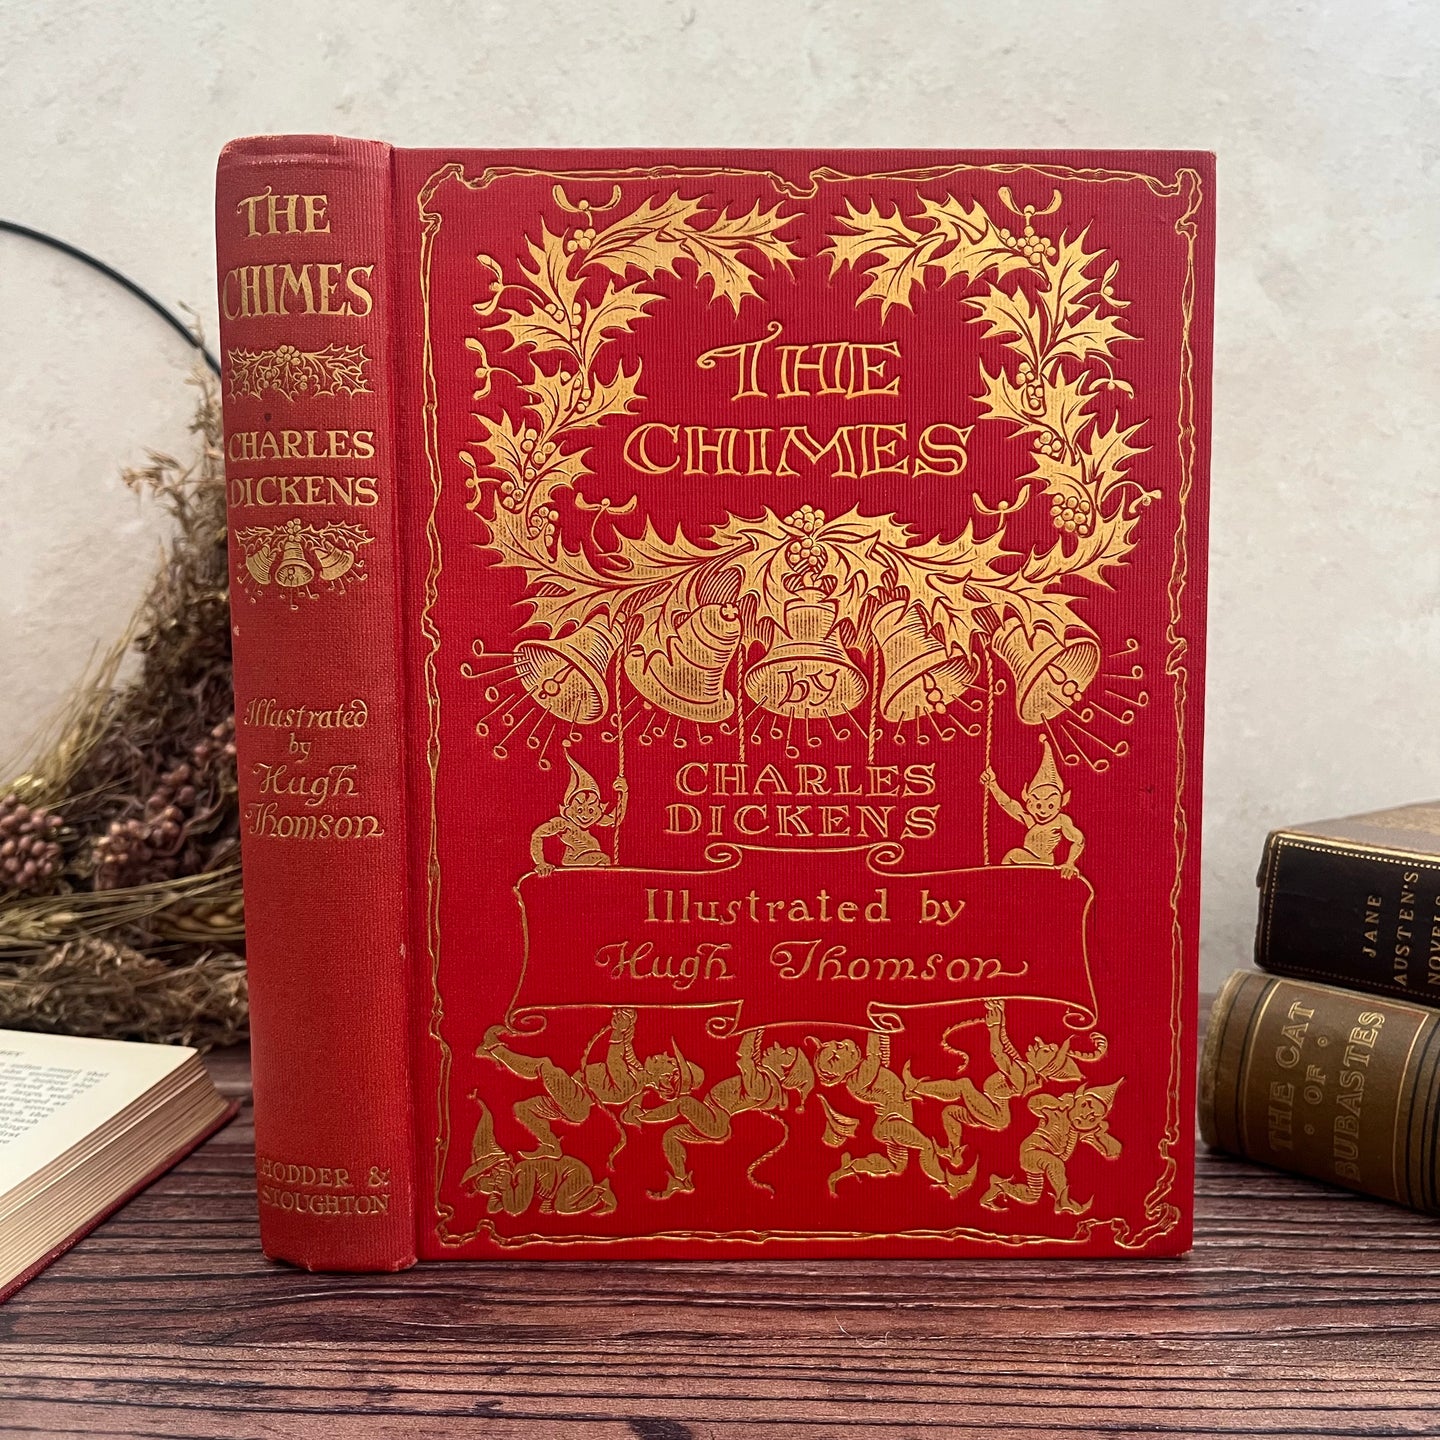 THE
CHIMES
CHARLES
DICKENS
Illustrated
by
Hugh
Thomson
HODDER &
STOUGHTON
THE
CHIMES
by
CHARLES
DICKENS
Illustrated by
Hugh Thomson
JANE
AUSTEN'S
NOVELS
THE CAT
OF
BUBASTES